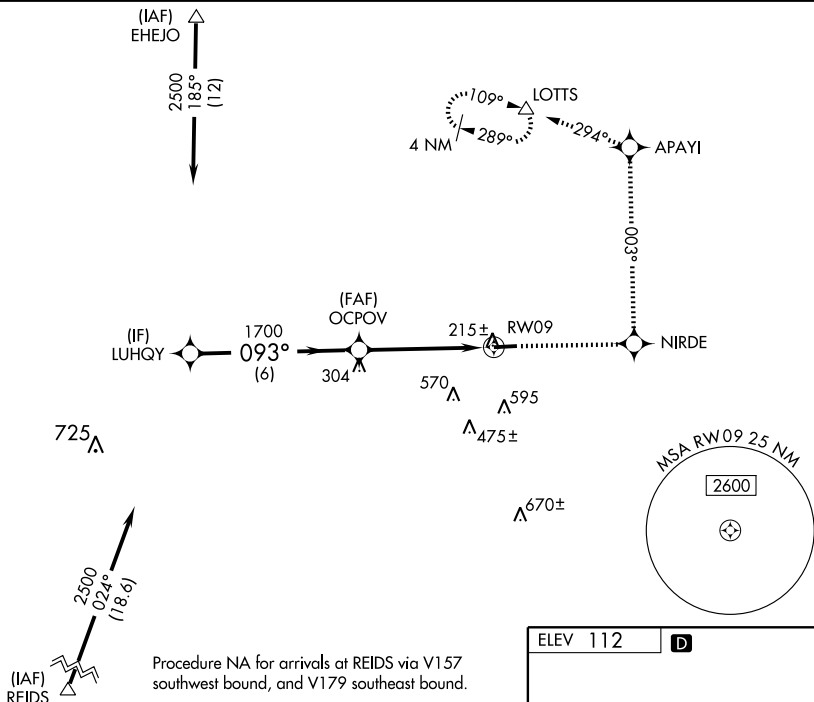 (IAF)
EHEJO
2500
185°
(12)
LOTTS
109°
289°
4 NM
294°
APAYI
003°
(FAF)
OCPOV
(IF)
LUHQY
1700
093°
(6)
304
215±
RW09
NIRDE
570
595
475±
725
670±
MSA RW09 25 NM
2600
2500
024°
(18.6)
(IAF)
REIDS
Procedure NA for arrivals at REIDS via V157
southwest bound, and V179 southeast bound.
ELEV 112 D